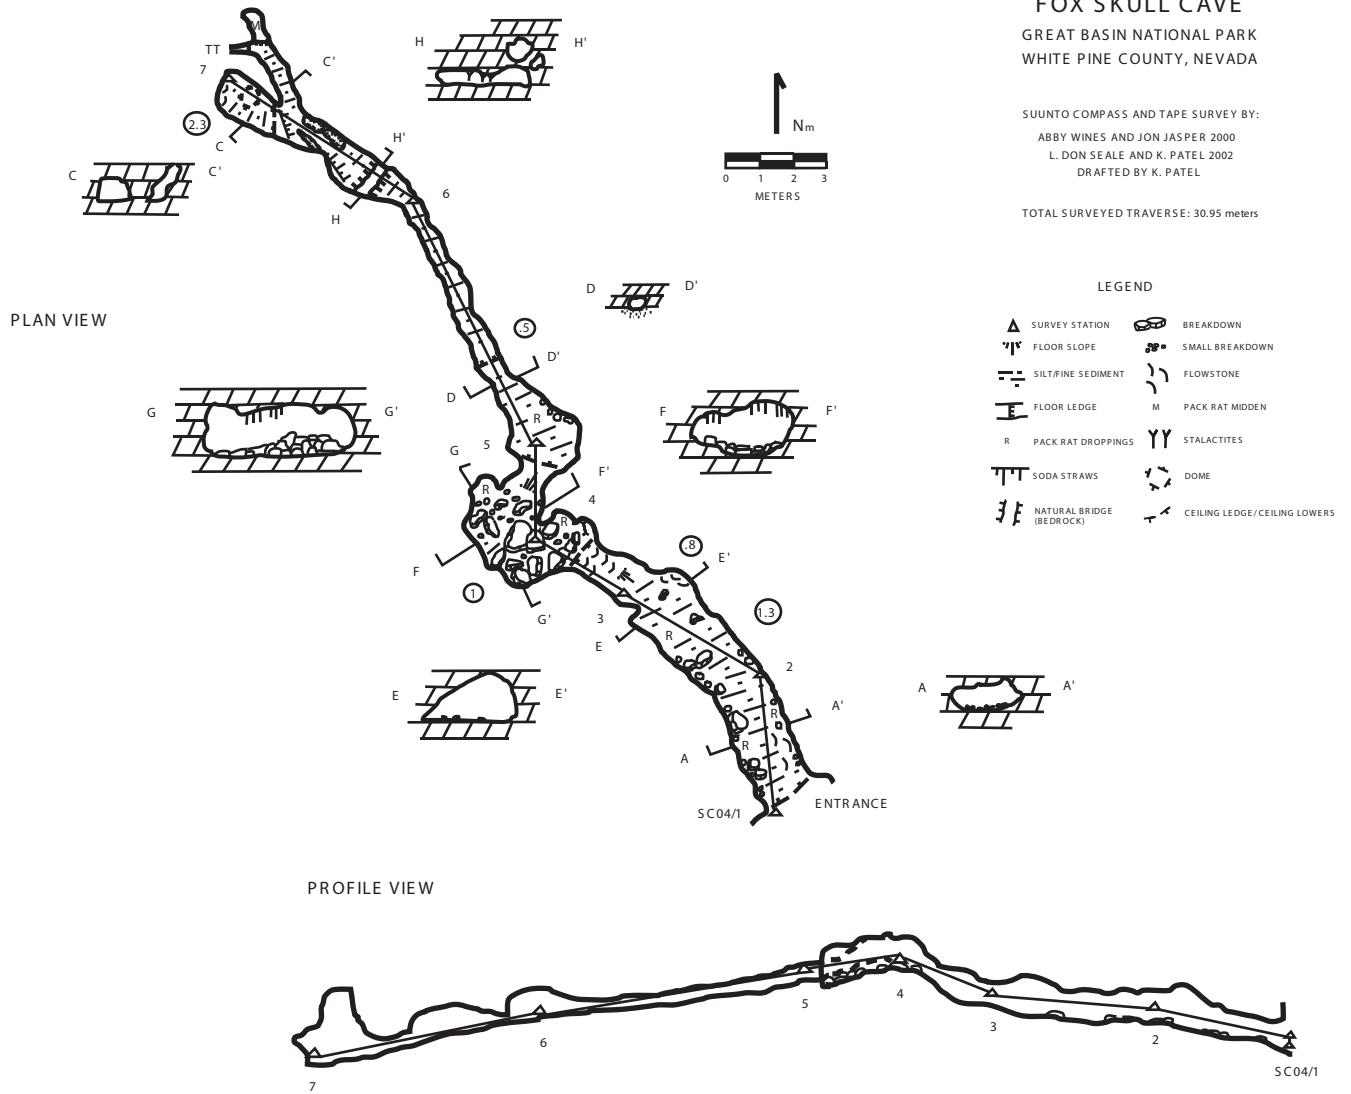 FOX SKULL CAVE
GREAT BASIN NATIONAL PARK
WHITE PINE COUNTY, NEVADA
SUUNTO COMPASS AND TAPE SURVEY BY:
ABBY WINES AND JON JASPER 2000
L. DON SEALE AND K. PATEL 2002
DRAFTED BY K. PATEL
TOTAL SURVEYED TRAVERSE: 30.95 meters
Nm
0 1 2 3
METERS
LEGEND
SURVEY STATION
BREAKDOWN
FLOOR SLOPE
SMALL BREAKDOWN
SILT/FINE SEDIMENT
FLOWSTONE
FLOOR LEDGE
M PACK RAT MIDDEN
R PACK RAT DROPPINGS
STALACTITES
SODA STRAWS
DOME
NATURAL BRIDGE
(BEDROCK)
CEILING LEDGE/CEILING LOWERS
PLAN VIEW
M
TT
7
C'
2.3
C
H'
H
6
H H'
C C'
D D'
.5
D'
D
R
5
G
F'
R
4
R
F
1
G'
3
E
.8
E'
R
1.3
2
R
A'
R
A
SC04/1
ENTRANCE
G G'
F F'
E E'
A A'
PROFILE VIEW
5
4
3
2
6
7
SC04/1